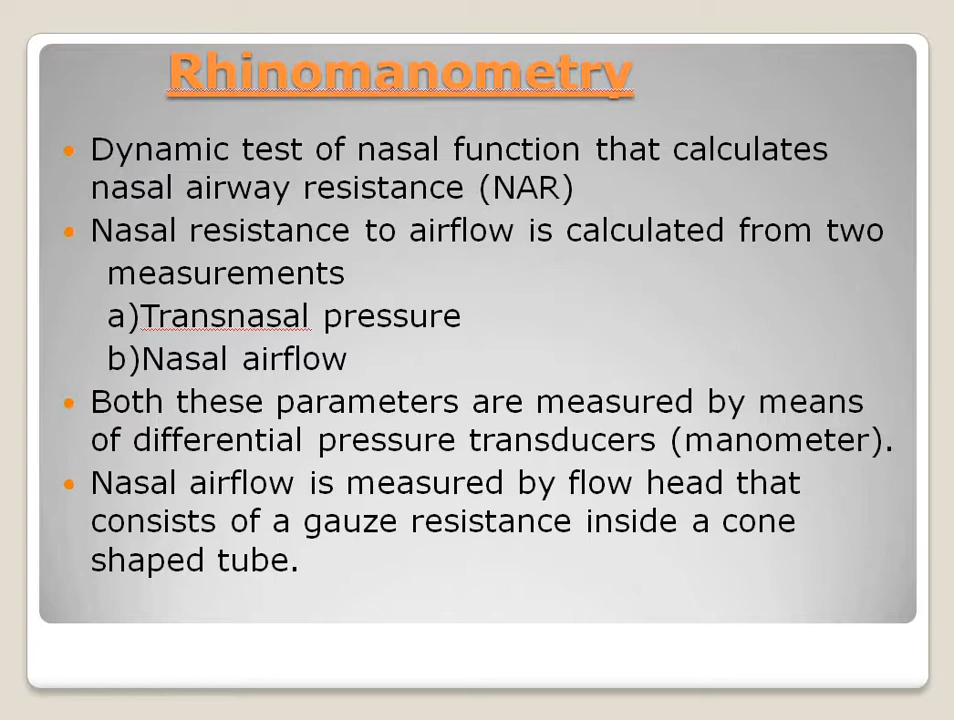 Rhinomanometry
• Dynamic test of nasal function that calculates
nasal airway resistance (NAR)
• Nasal resistance to airflow is calculated from two
measurements
a)Transnasal pressure
b)Nasal airflow
• Both these parameters are measured by means
of differential pressure transducers (manometer).
• Nasal airflow is measured by flow head that
consists of a gauze resistance inside a cone
shaped tube.